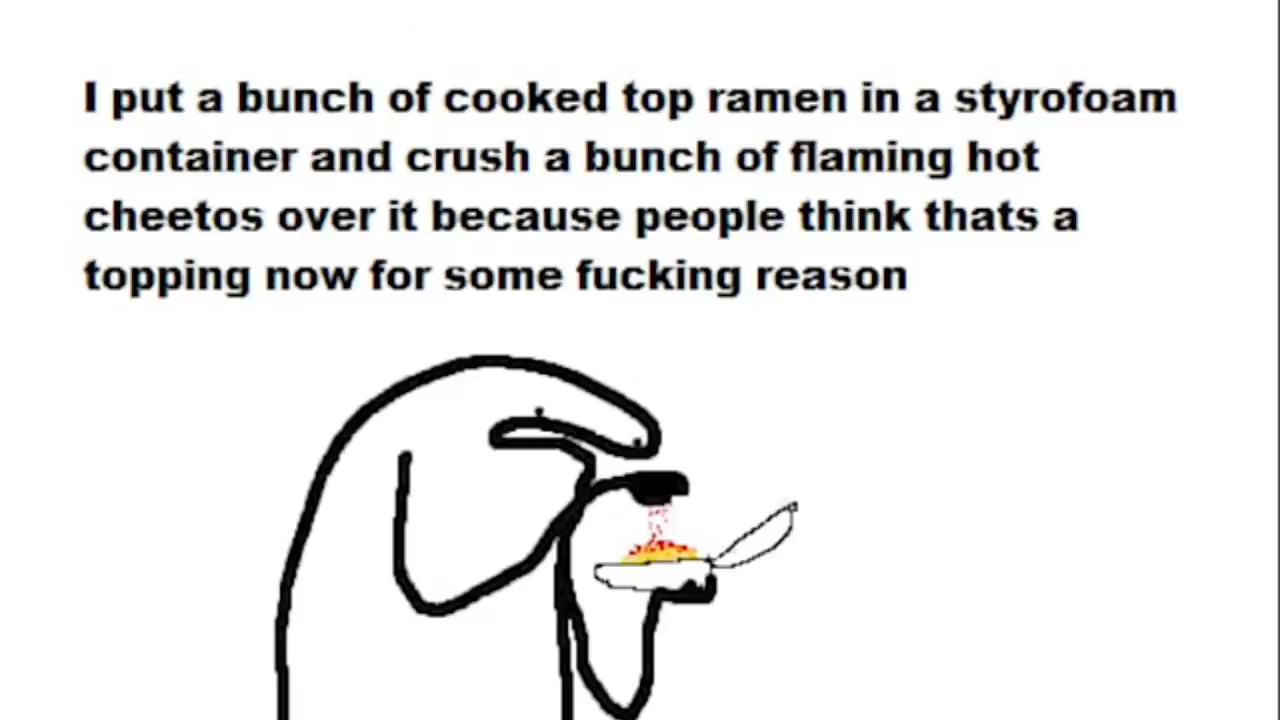 I put a bunch of cooked top ramen in a styrofoam
container and crush a bunch of flaming hot
cheetos over it because people think thats a
topping now for some fucking reason